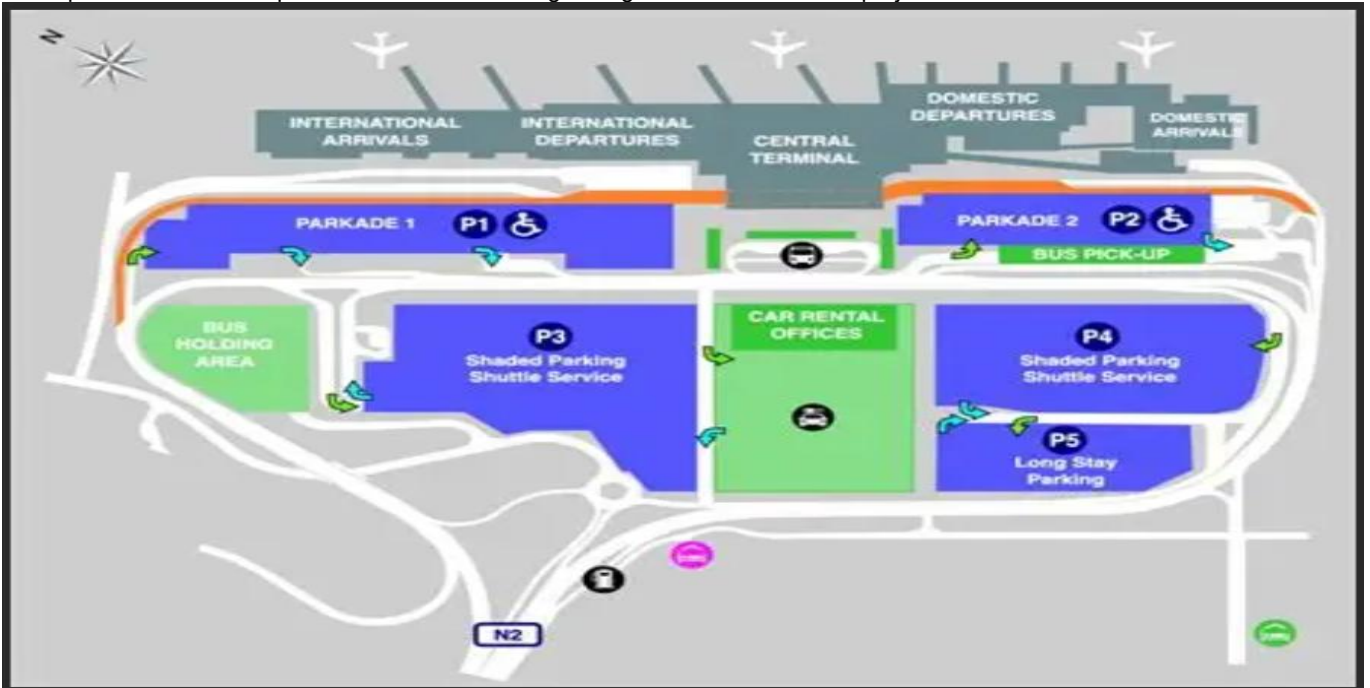 N
INTERNATIONAL
ARRIVALS
INTERNATIONAL
DEPARTURES
CENTRAL
TERMINAL
DOMESTIC
DEPARTURES
DOMESTIC
ARRIVALS
PARKADE 1 P1
PARKADE 2 P2
BUS PICK-UP
BUS
HOLDING
AREA
P3
Shaded Parking
Shuttle Service
CAR RENTAL
OFFICES
P4
Shaded Parking
Shuttle Service
P5
Long Stay
Parking
N2